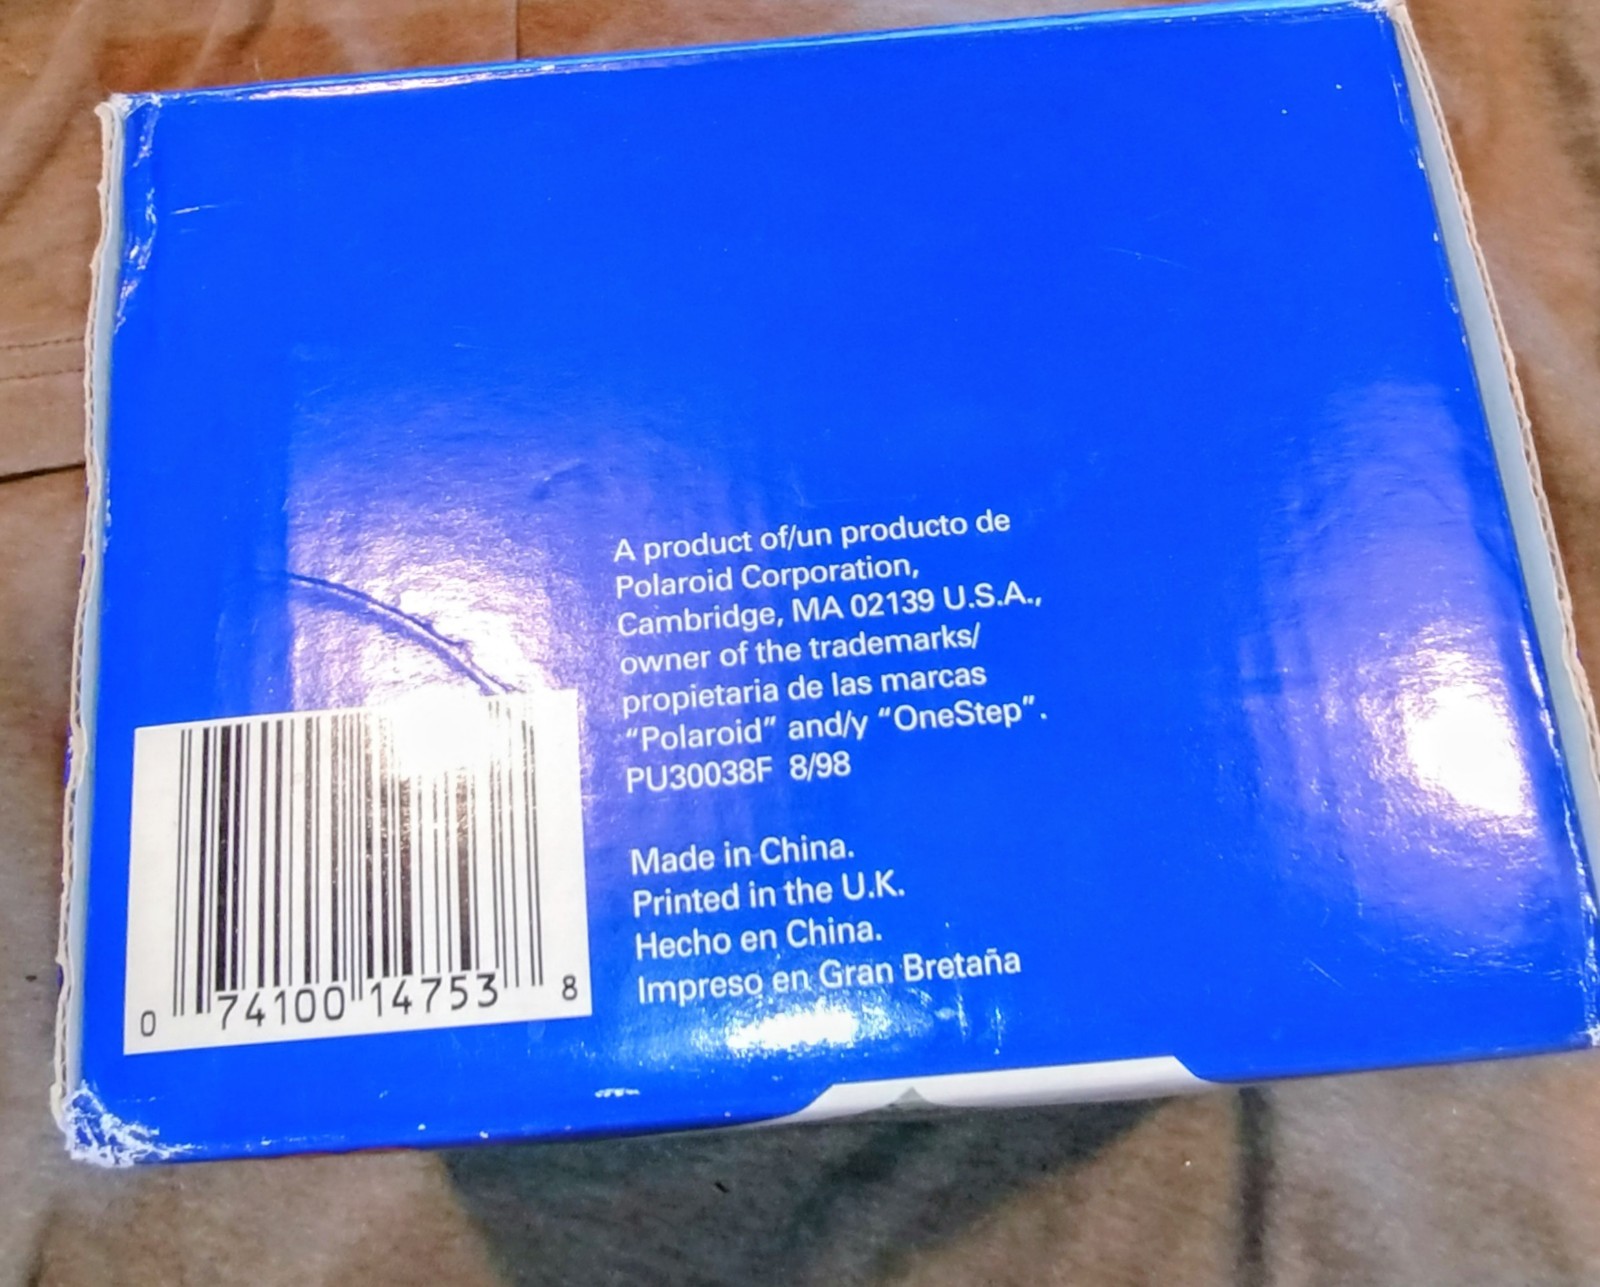 A product of/un producto de
Polaroid Corporation,
Cambridge, MA 02139 U.S.A.,
owner of the trademarks/
propietaria de las marcas
“Polaroid” and/y “OneStep”.
PU30038F 8/98
Made in China.
Printed in the U.K.
Hecho en China.
Impreso en Gran Bretaña
0 74100 14753 8